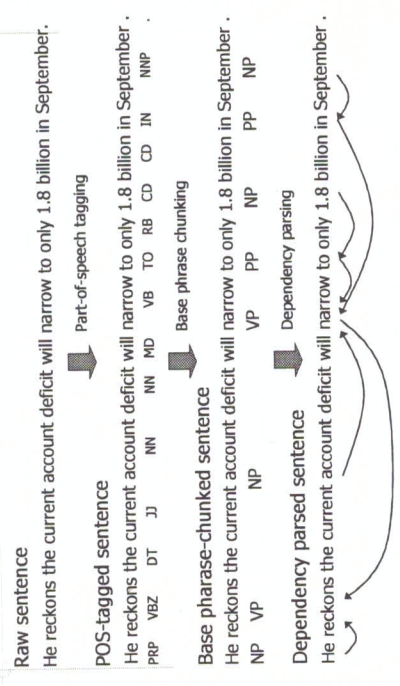 Raw sentence
He reckons the current account deficit will narrow to only 1.8 billion in September.
Part-of-speech tagging
POS-tagged sentence
He reckons the current account deficit will narrow to only 1.8 billion in September .
PRP VBZ DT JJ NN NN MD VB TO RB CD CD IN NNP .
Base phrase chunking
Base pharase-chunked sentence
He reckons the current account deficit will narrow to only 1.8 billion in September .
NP VP NP VP PP NP PP NP
Dependency parsing
Dependency parsed sentence
He reckons the current account deficit will narrow to only 1.8 billion in September .